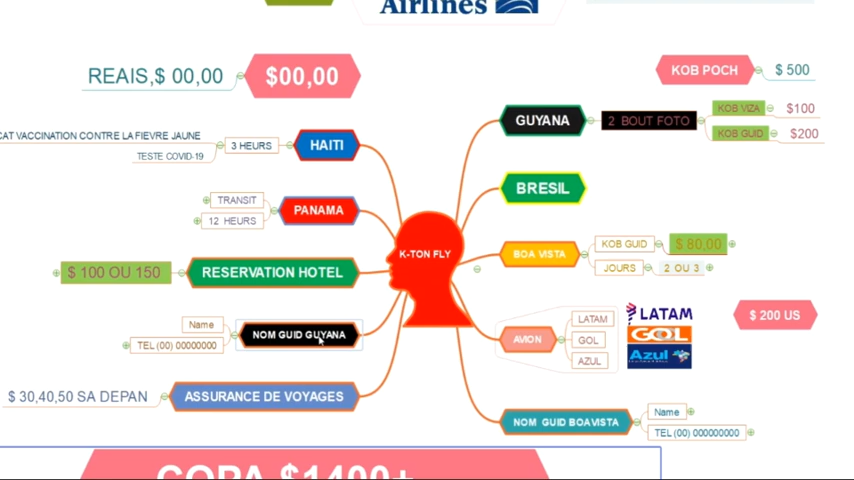 Airlines
REAIS,$ 00,00
$00,00
KOB POCH
$ 500
GUYANA
2 BOUT FOTO
KOB VIZA
$100
KOB GUID
$200
CAT VACCINATION CONTRE LA FIEVRE JAUNE
TESTE COVID-19
3 HEURS
HAITI
BRESIL
TRANSIT
12 HEURS
PANAMA
K-TON FLY
BOA VISTA
KOB GUID
$ 80,00
JOURS
2 OU 3
$ 100 OU 150
RESERVATION HOTEL
Name
TEL (00) 00000000
NOM GUID GUYANA
AVION
LATAM
GOL
AZUL
LATAM
GOL
Azul
$ 200 US
$ 30,40,50 SA DEPAN
ASSURANCE DE VOYAGES
NOM GUID BOAVISTA
Name
TEL (00) 000000000
COPA $1400+